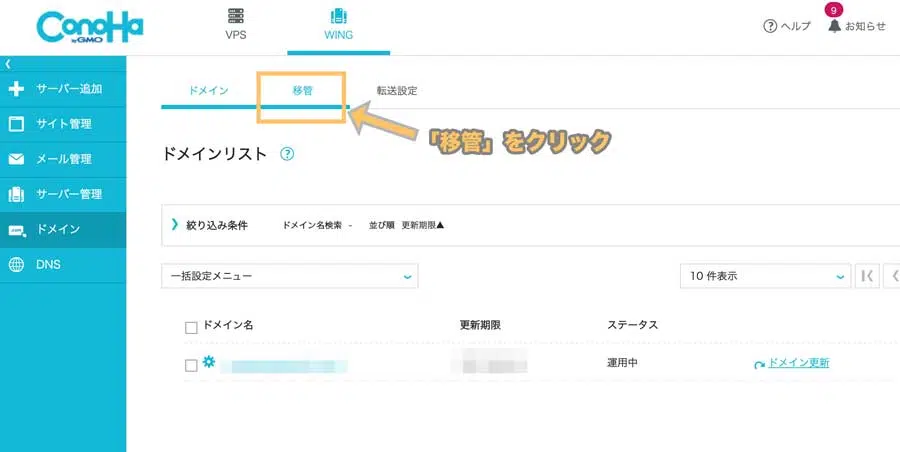 ConoHa
by GMO
VPS
WING
ヘルプ
9
お知らせ
サーバー追加
サイト管理
メール管理
サーバー管理
ドメイン
DNS
ドメイン
移管
転送設定
「移管」をクリック
ドメインリスト ?
絞り込み条件 ドメイン名検索 - 並び順 更新期限▲
一括設定メニュー
10 件表示
ドメイン名 更新期限 ステータス
運用中 ドメイン更新